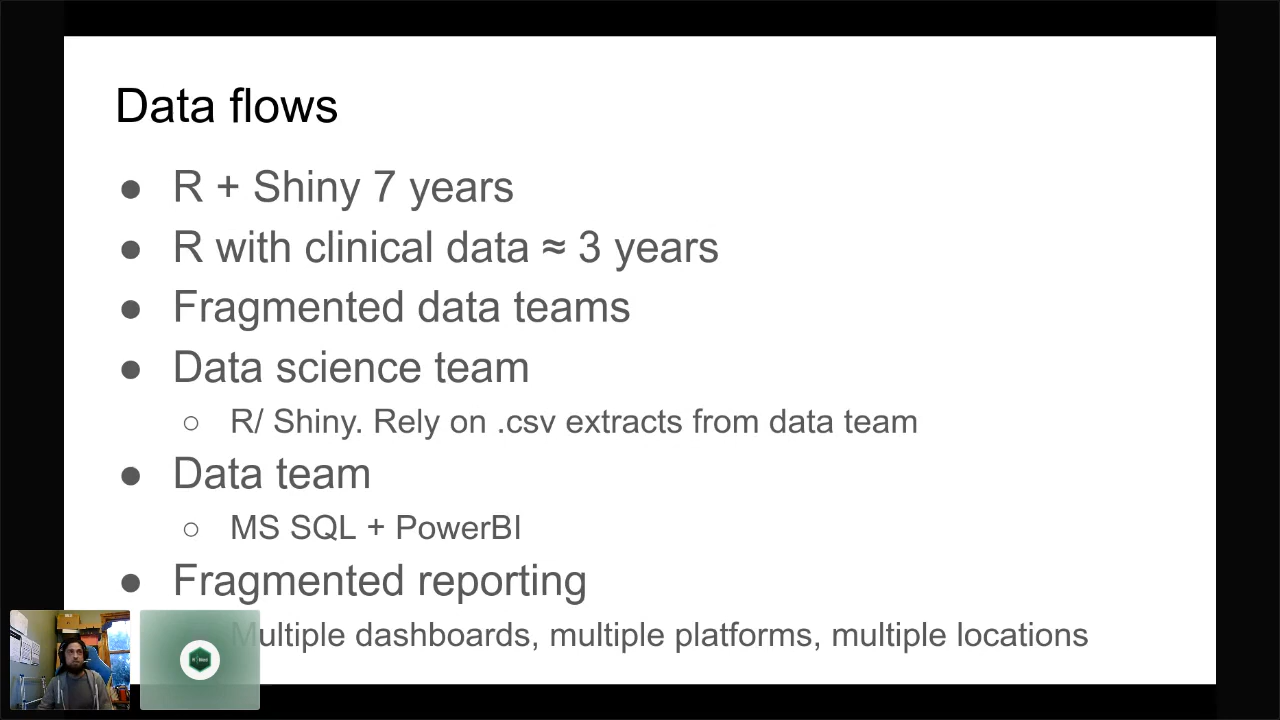 Data flows
● R + Shiny 7 years
● R with clinical data ≈ 3 years
● Fragmented data teams
● Data science team
○ R/ Shiny. Rely on .csv extracts from data team
● Data team
○ MS SQL + PowerBI
● Fragmented reporting
Multiple dashboards, multiple platforms, multiple locations